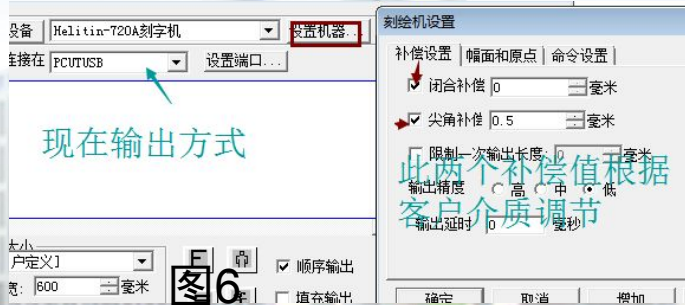 设备 Helitin-720A刻字机 设置机器...
连接在 PCUTUSB 设置端口...
现在输出方式
大小
户定义]
宽: 600 毫米
顺序输出
填充输出
图6
刻绘机设置
补偿设置 幅面和原点 命令设置
闭合补偿 0 毫米
尖角补偿 0.5 毫米
限制一次输出长度: 0 毫米
输出精度 高 中 低
输出延时 0 毫秒
此两个补偿值根据
客户介质调节
确定 取消 增加